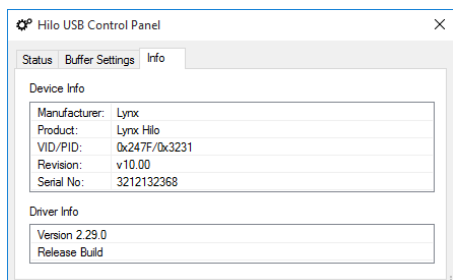 Hilo USB Control Panel
Status Buffer Settings Info
Device Info
Manufacturer: Lynx
Product: Lynx Hilo
VID/PID: 0x247F/0x3231
Revision: v10.00
Serial No: 3212132368
Driver Info
Version 2.29.0
Release Build